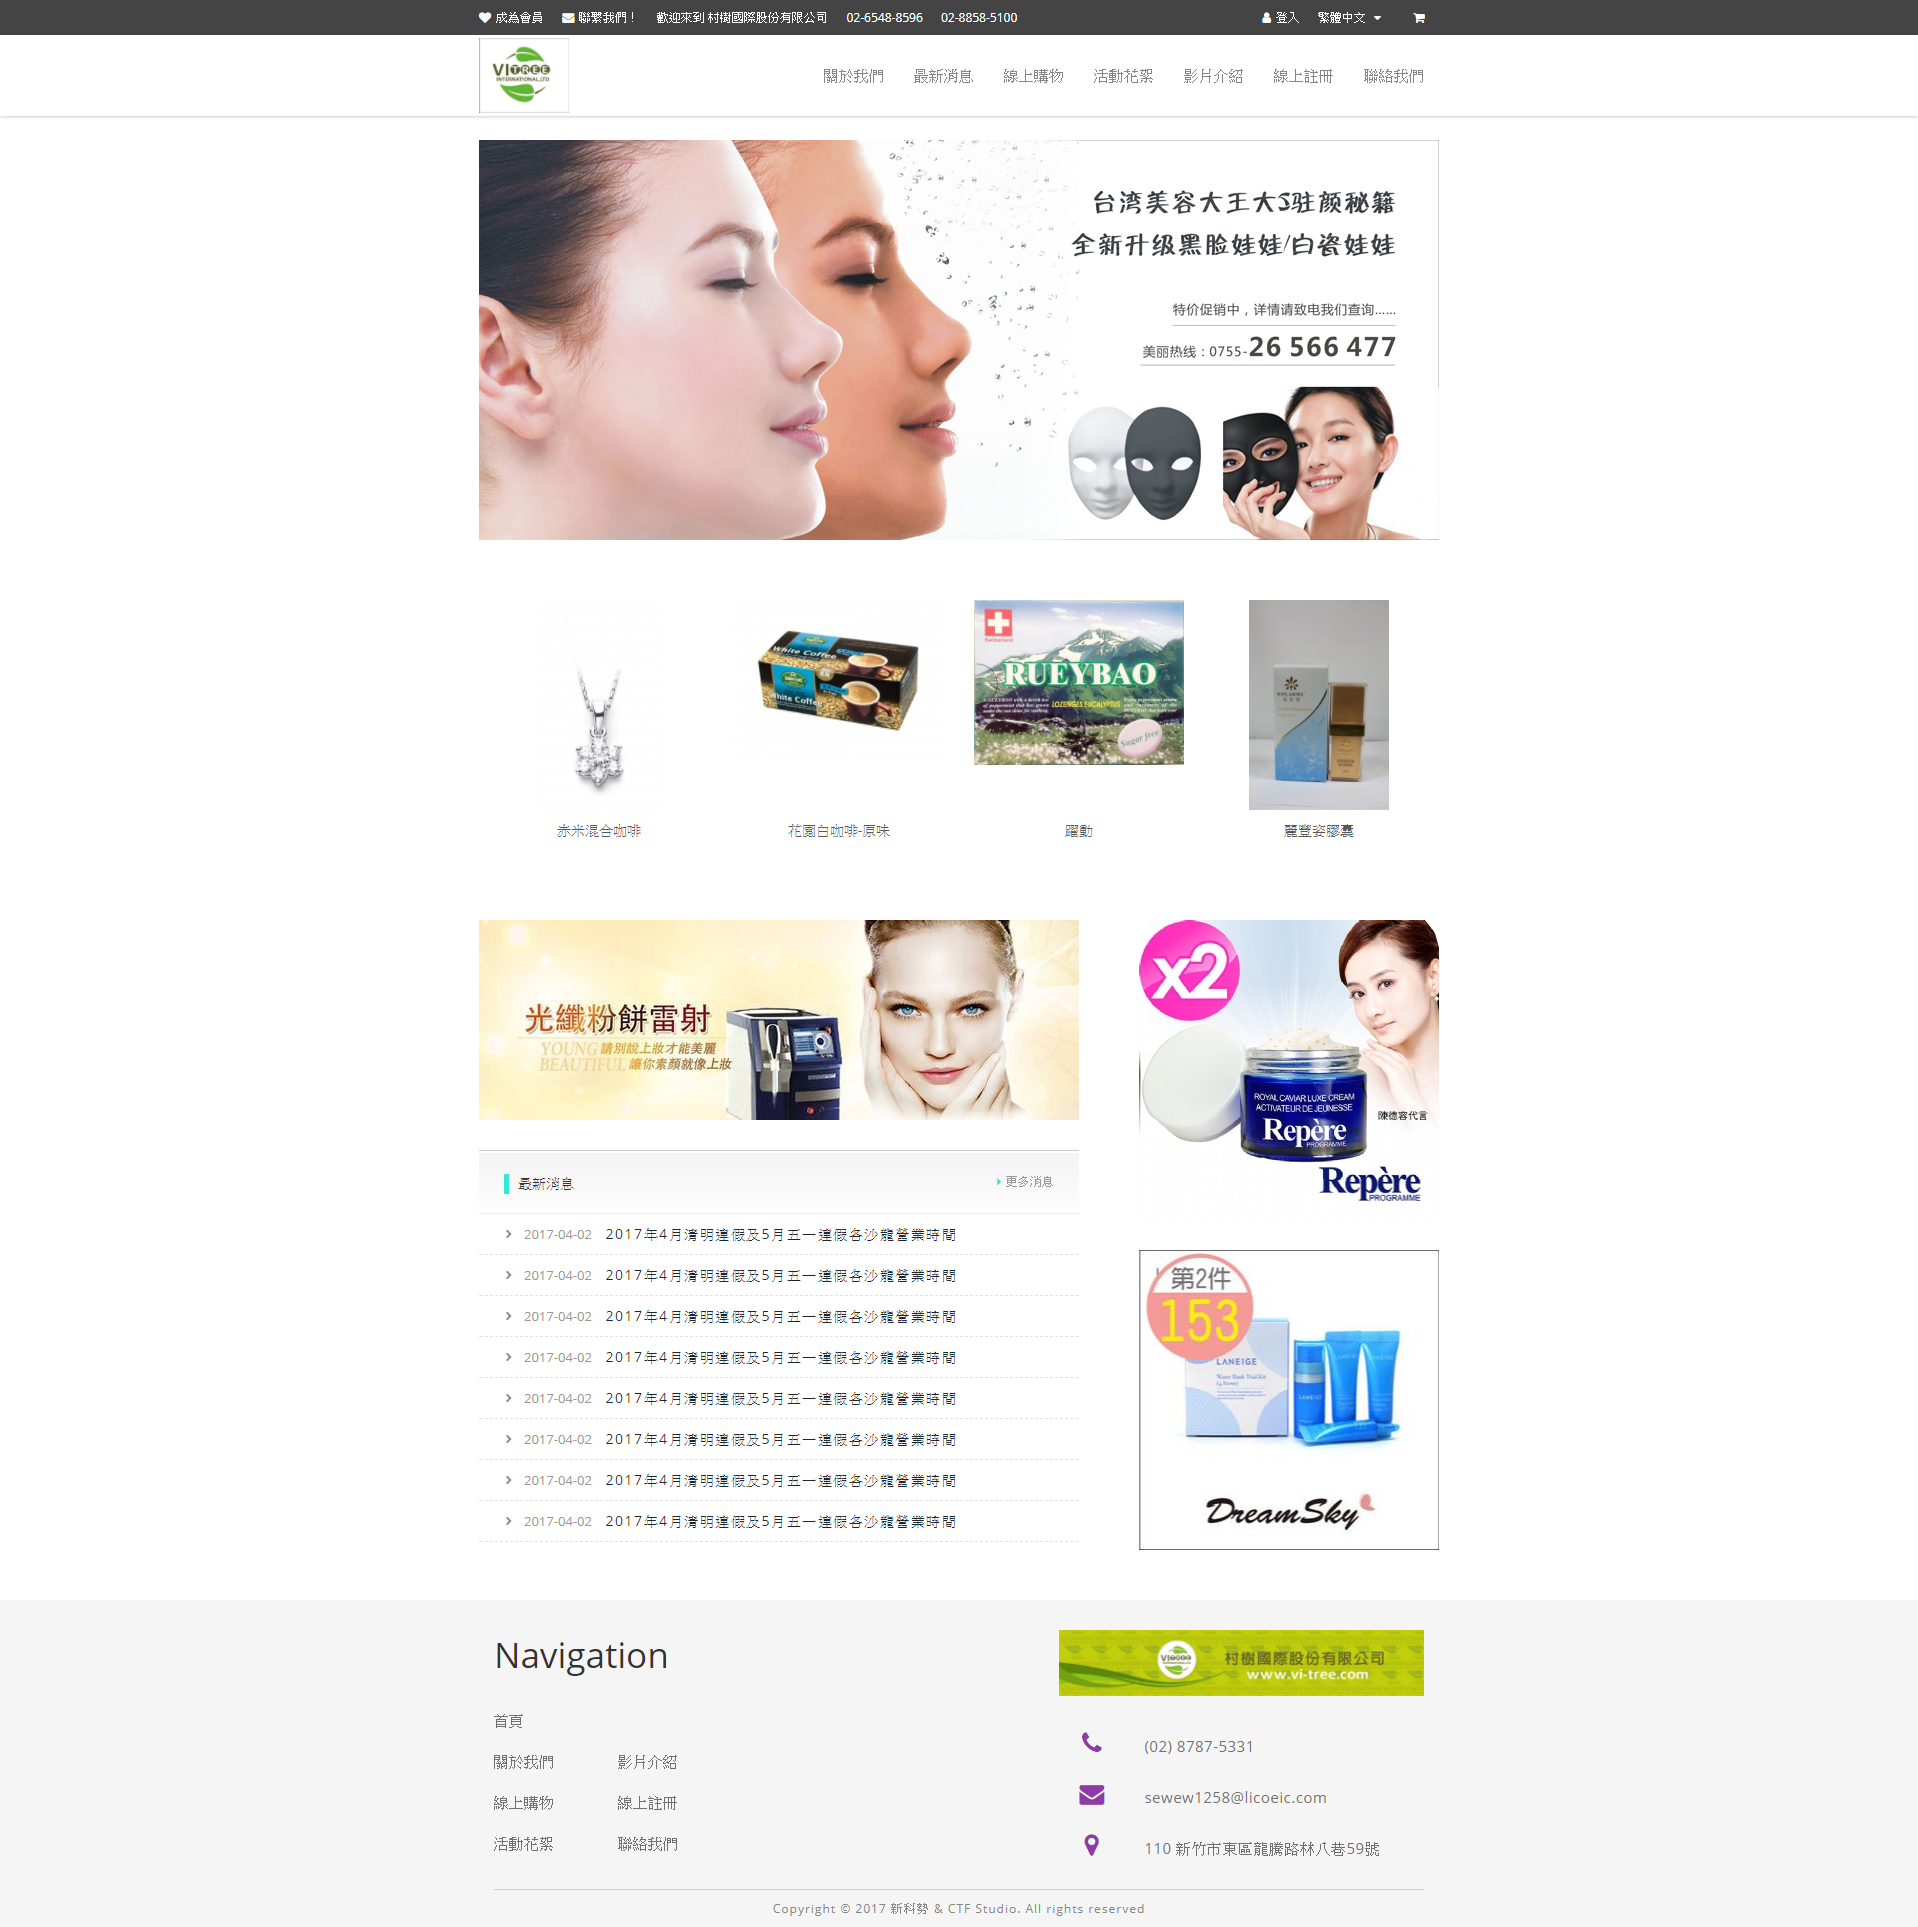 成為會員 聯繫我們！ 歡迎來到 村樹國際股份有限公司 02-6548-8596 02-8858-5100 登入 繁體中文
VITREE
INTERNATIONAL,LTD
關於我們 最新消息 線上購物 活動花絮 影片介紹 線上註冊 聯絡我們
台湾美容大王大S驻颜秘籍
全新升级黑脸娃娃/白瓷娃娃
特价促销中，详情请致电我们查询......
美丽热线：0755-26 566 477
White Coffee
White Coffee
Switzerland
RUEYBAO
LOZENGES EUCALYPTUS
Sugar free
赤米混合咖啡 花園白咖啡-原味 躍動 麗豐姿膠囊
光纖粉餅雷射
YOUNG 請別說上妝才能美麗
BEAUTIFUL 讓你素顏就像上妝
x2
ROYAL CAVIAR LUXE CREAM
ACTIVATEUR DE JEUNESSE
Repère
PROGRAMME
陳德容代言
Repère
PROGRAMME
最新消息 更多消息
2017-04-02 2017年4月清明連假及5月五一連假各沙龍營業時間
2017-04-02 2017年4月清明連假及5月五一連假各沙龍營業時間
2017-04-02 2017年4月清明連假及5月五一連假各沙龍營業時間
2017-04-02 2017年4月清明連假及5月五一連假各沙龍營業時間
2017-04-02 2017年4月清明連假及5月五一連假各沙龍營業時間
2017-04-02 2017年4月清明連假及5月五一連假各沙龍營業時間
2017-04-02 2017年4月清明連假及5月五一連假各沙龍營業時間
2017-04-02 2017年4月清明連假及5月五一連假各沙龍營業時間
第2件
153
LANEIGE
Water Bank Trial Kit
LANEIGE
DreamSky
Navigation
首頁
關於我們 影片介紹
線上購物 線上註冊
活動花絮 聯絡我們
VITREE
村樹國際股份有限公司
www.vi-tree.com
(02) 8787-5331
sewew1258@licoeic.com
110 新竹市東區龍騰路林八巷59號
Copyright © 2017 新科勢 & CTF Studio. All rights reserved